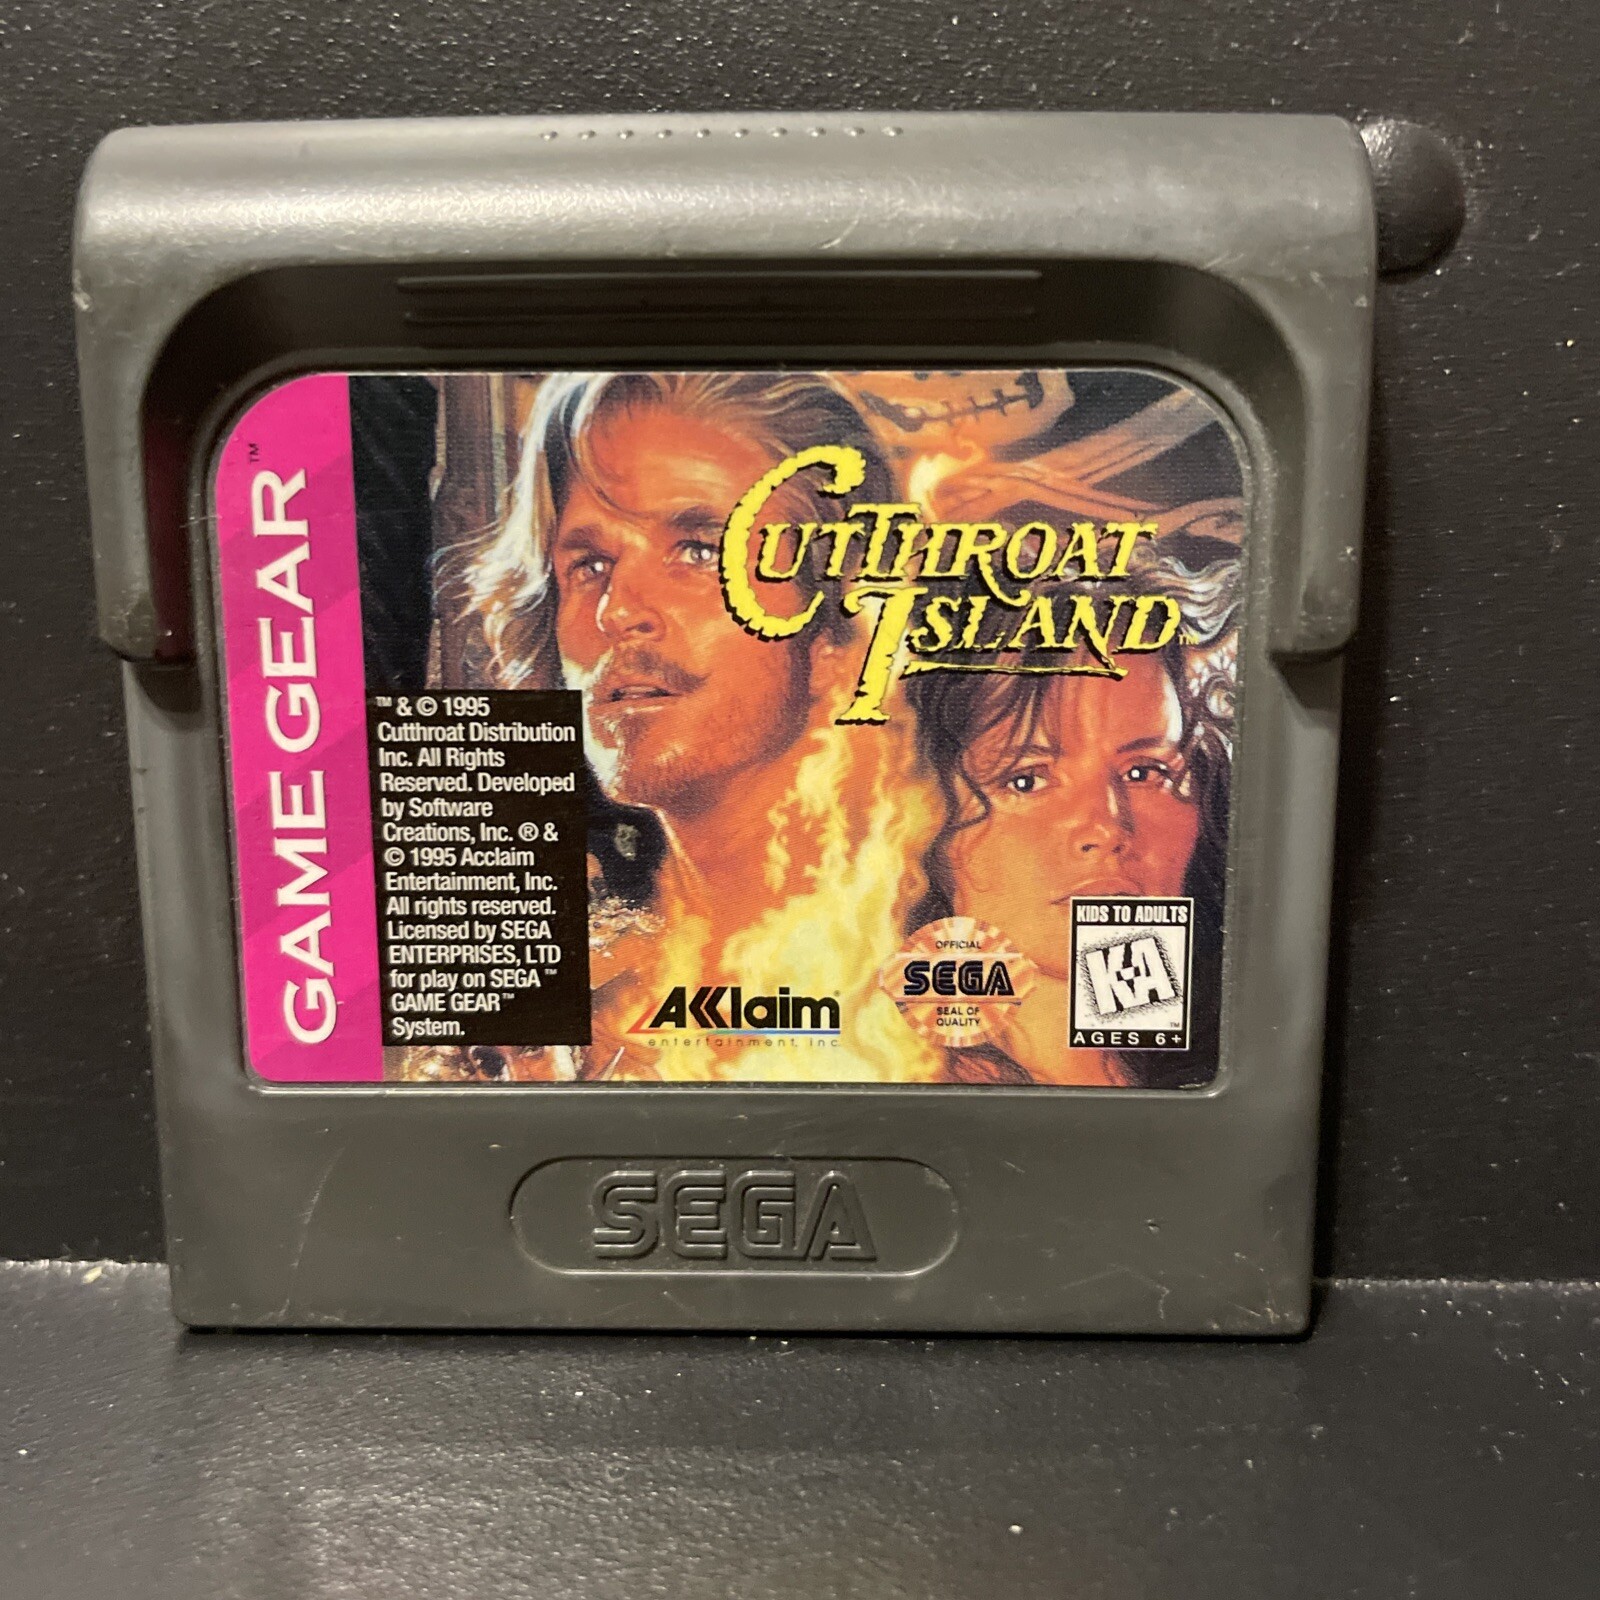 GAME GEAR™
CUTTHROAT
ISLAND™
™ & © 1995
Cutthroat Distribution
Inc. All Rights
Reserved. Developed
by Software
Creations, Inc. ® &
© 1995 Acclaim
Entertainment, Inc.
All rights reserved.
Licensed by SEGA
ENTERPRISES, LTD
for play on SEGA™
GAME GEAR™
System.
AKKlaim
entertainment, inc.
OFFICIAL
SEGA
SEAL OF
QUALITY
KIDS TO ADULTS
K-A
™
AGES 6+
SEGA